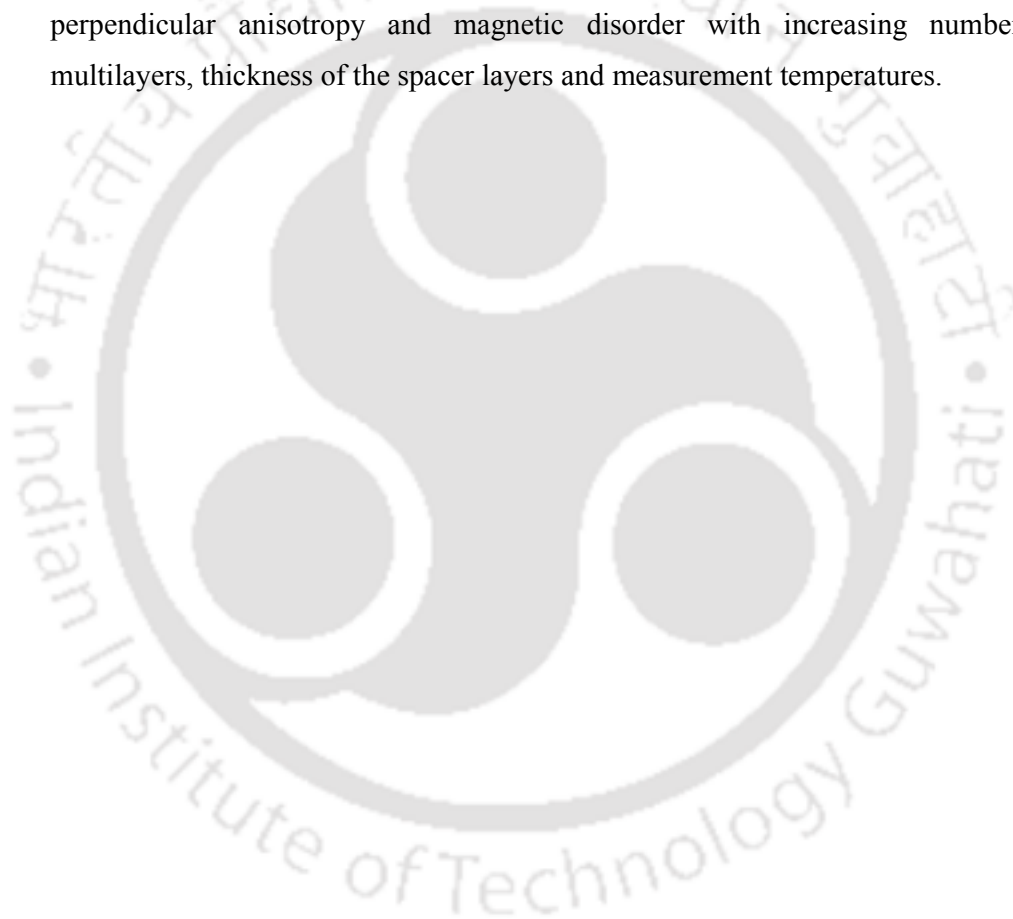 perpendicular anisotropy and magnetic disorder with increasing number
multilayers, thickness of the spacer layers and measurement temperatures.
Indian Institute of Technology Guwahati